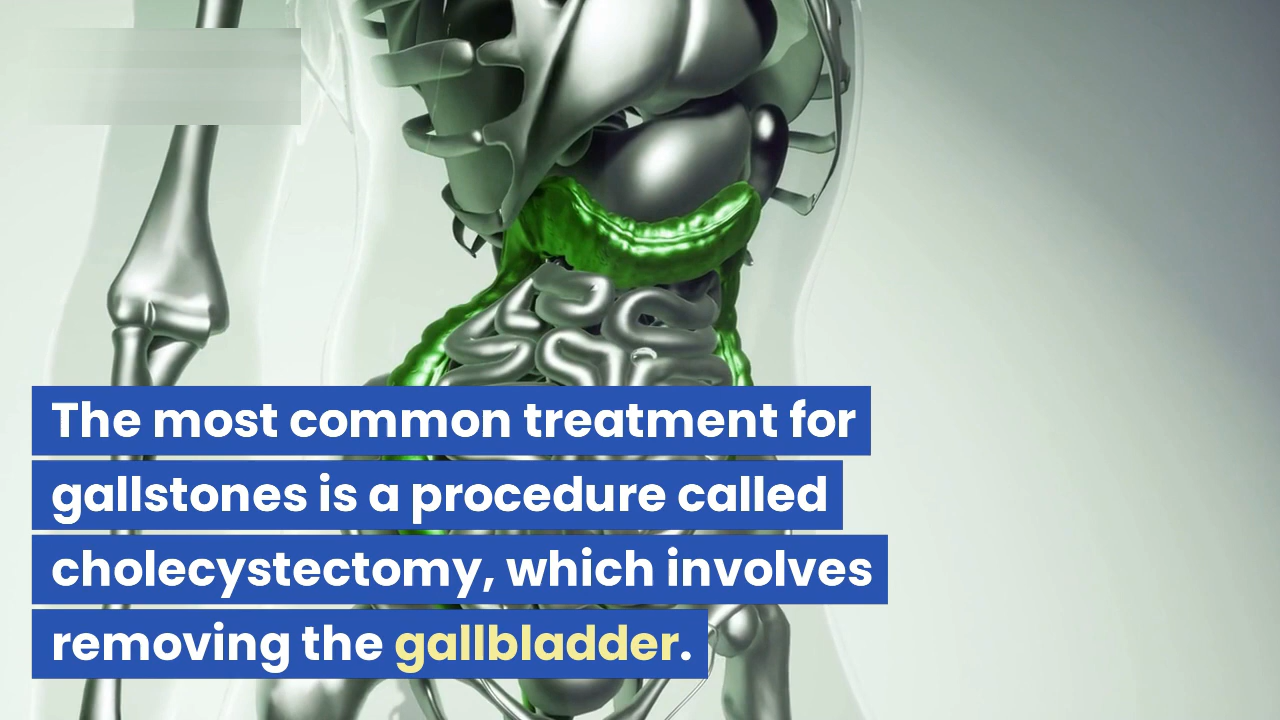 The most common treatment for
gallstones is a procedure called
cholecystectomy, which involves
removing the gallbladder.